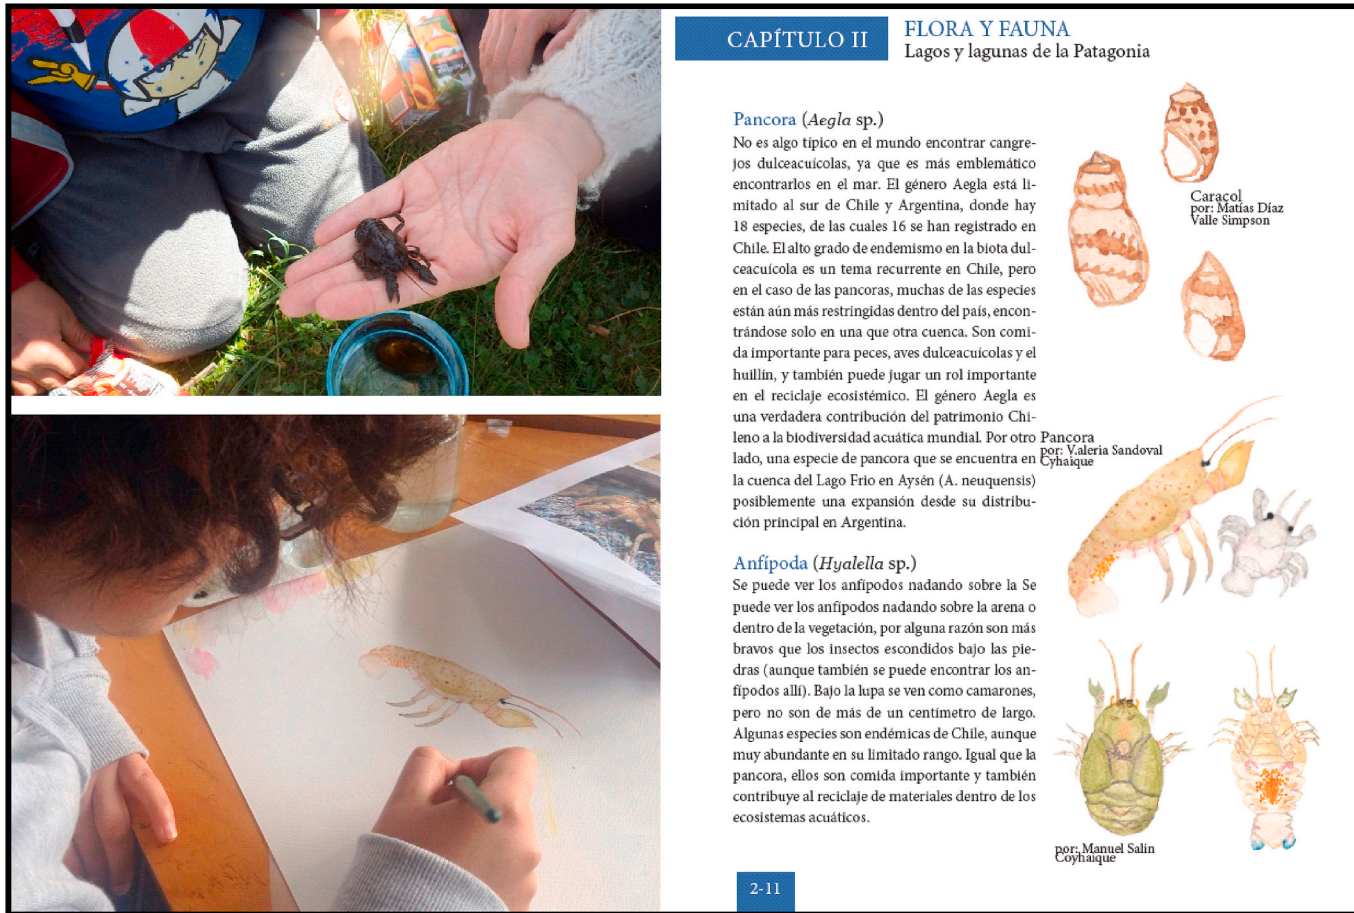 CAPÍTULO II
FLORA Y FAUNA
Lagos y lagunas de la Patagonia
Pancora (Aegla sp.)
No es algo típico en el mundo encontrar cangre-
jos dulceacuícolas, ya que es más emblemático
encontrarlos en el mar. El género Aegla está li-
mitado al sur de Chile y Argentina, donde hay
18 especies, de las cuales 16 se han registrado en
Chile. El alto grado de endemismo en la biota dul-
ceacuícola es un tema recurrente en Chile, pero
en el caso de las pancoras, muchas de las especies
están aún más restringidas dentro del país, encon-
trándose solo en una que otra cuenca. Son comi-
da importante para peces, aves dulceacuícolas y el
huillín, y también puede jugar un rol importante
en el reciclaje ecosistémico. El género Aegla es
una verdadera contribución del patrimonio Chi-
leno a la biodiversidad acuática mundial. Por otro
lado, una especie de pancora que se encuentra en
la cuenca del Lago Frio en Aysén (A. neuquensis)
posiblemente una expansión desde su distribu-
ción principal en Argentina.
Anfípoda (Hyalella sp.)
Se puede ver los anfípodos nadando sobre la Se
puede ver los anfípodos nadando sobre la arena o
dentro de la vegetación, por alguna razón son más
bravos que los insectos escondidos bajo las pie-
dras (aunque también se puede encontrar los an-
fípodos allí). Bajo la lupa se ven como camarones,
pero no son de más de un centímetro de largo.
Algunas especies son endémicas de Chile, aunque
muy abundante en su limitado rango. Igual que la
pancora, ellos son comida importante y también
contribuye al reciclaje de materiales dentro de los
ecosistemas acuáticos.
Caracol
por: Matías Díaz
Valle Simpson
Pancora
por: V.aleria Sandoval
Cyhaique
por: Manuel Salin
Coyhaique
2-11